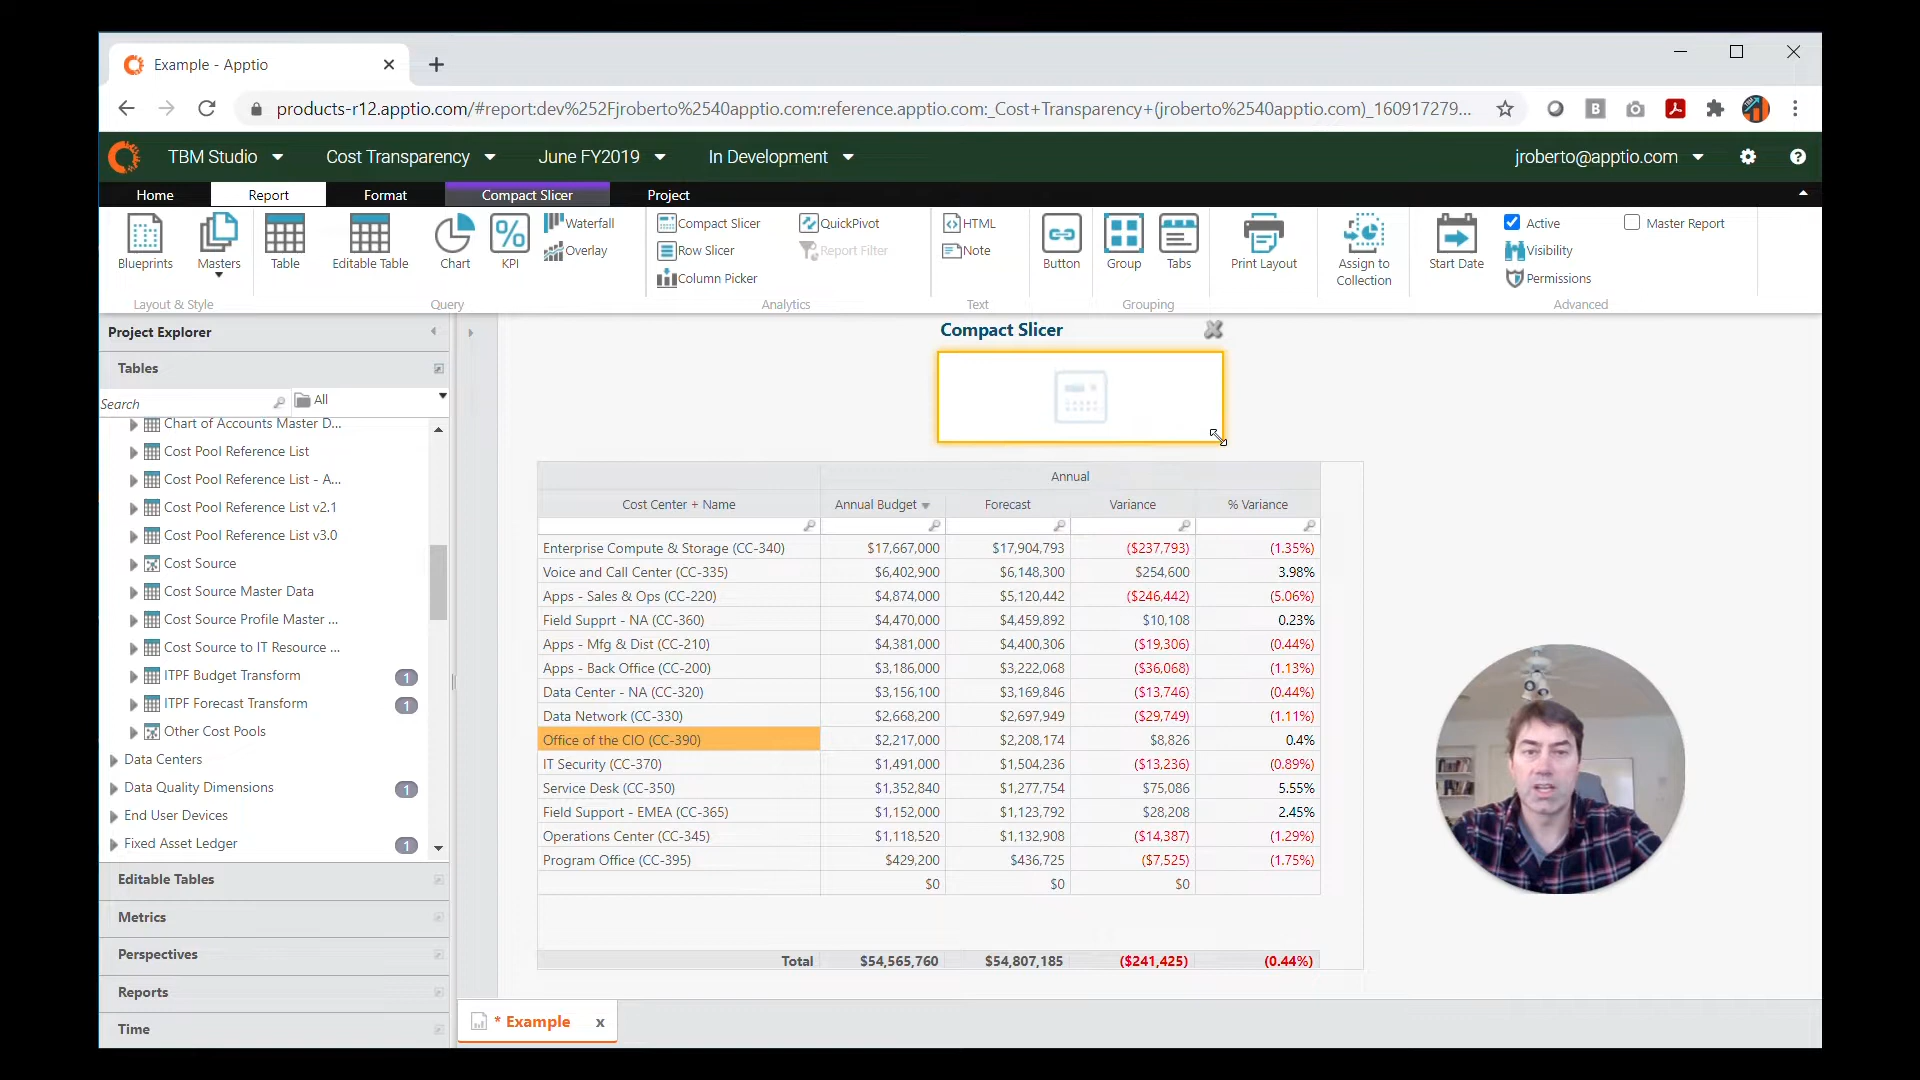 Example - Apptio
products-r12.apptio.com/#report:dev%252Fjroberto%2540apptio.com:reference.apptio.com:_Cost+Transparency+(jroberto%2540apptio.com)_160917279...
TBM Studio Cost Transparency June FY2019 In Development jroberto@apptio.com
Home Report Format Compact Slicer Project
Blueprints Masters Table Editable Table Chart KPI Waterfall Overlay
Compact Slicer QuickPivot
Row Slicer Report Filter
Column Picker
HTML
Note
Button Group Tabs Print Layout Assign to Collection Start Date
Active Master Report
Visibility
Permissions
Layout & Style Query Analytics Text Grouping Advanced
Project Explorer
Tables
Search All
Chart of Accounts Master D...
Cost Pool Reference List
Cost Pool Reference List - A...
Cost Pool Reference List v2.1
Cost Pool Reference List v3.0
Cost Source
Cost Source Master Data
Cost Source Profile Master ...
Cost Source to IT Resource ...
ITPF Budget Transform 1
ITPF Forecast Transform 1
Other Cost Pools
Data Centers
Data Quality Dimensions 1
End User Devices
Fixed Asset Ledger 1
Editable Tables
Metrics
Perspectives
Reports
Time
Compact Slicer
Annual
Cost Center + Name Annual Budget Forecast Variance % Variance
Enterprise Compute & Storage (CC-340) $17,667,000 $17,904,793 ($237,793) (1.35%)
Voice and Call Center (CC-335) $6,402,900 $6,148,300 $254,600 3.98%
Apps - Sales & Ops (CC-220) $4,874,000 $5,120,442 ($246,442) (5.06%)
Field Supprt - NA (CC-360) $4,470,000 $4,459,892 $10,108 0.23%
Apps - Mfg & Dist (CC-210) $4,381,000 $4,400,306 ($19,306) (0.44%)
Apps - Back Office (CC-200) $3,186,000 $3,222,068 ($36,068) (1.13%)
Data Center - NA (CC-320) $3,156,100 $3,169,846 ($13,746) (0.44%)
Data Network (CC-330) $2,668,200 $2,697,949 ($29,749) (1.11%)
Office of the CIO (CC-390) $2,217,000 $2,208,174 $8,826 0.4%
IT Security (CC-370) $1,491,000 $1,504,236 ($13,236) (0.89%)
Service Desk (CC-350) $1,352,840 $1,277,754 $75,086 5.55%
Field Support - EMEA (CC-365) $1,152,000 $1,123,792 $28,208 2.45%
Operations Center (CC-345) $1,118,520 $1,132,908 ($14,387) (1.29%)
Program Office (CC-395) $429,200 $436,725 ($7,525) (1.75%)
$0 $0 $0
Total $54,565,760 $54,807,185 ($241,425) (0.44%)
* Example x